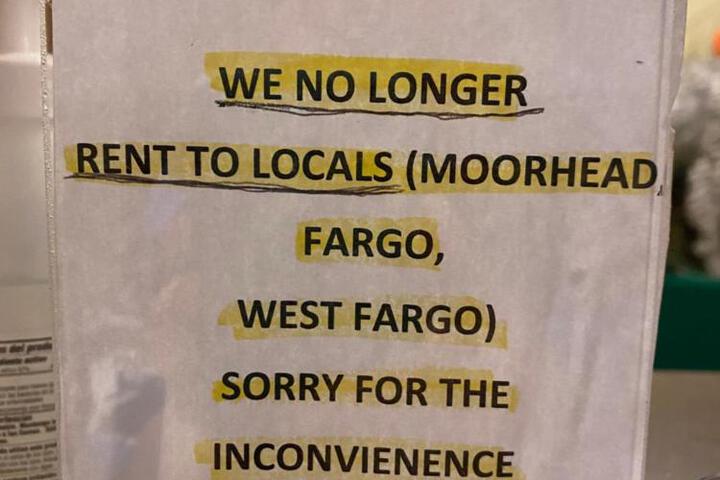 WE NO LONGER
RENT TO LOCALS (MOORHEAD,
FARGO,
WEST FARGO)
SORRY FOR THE
INCONVIENENCE